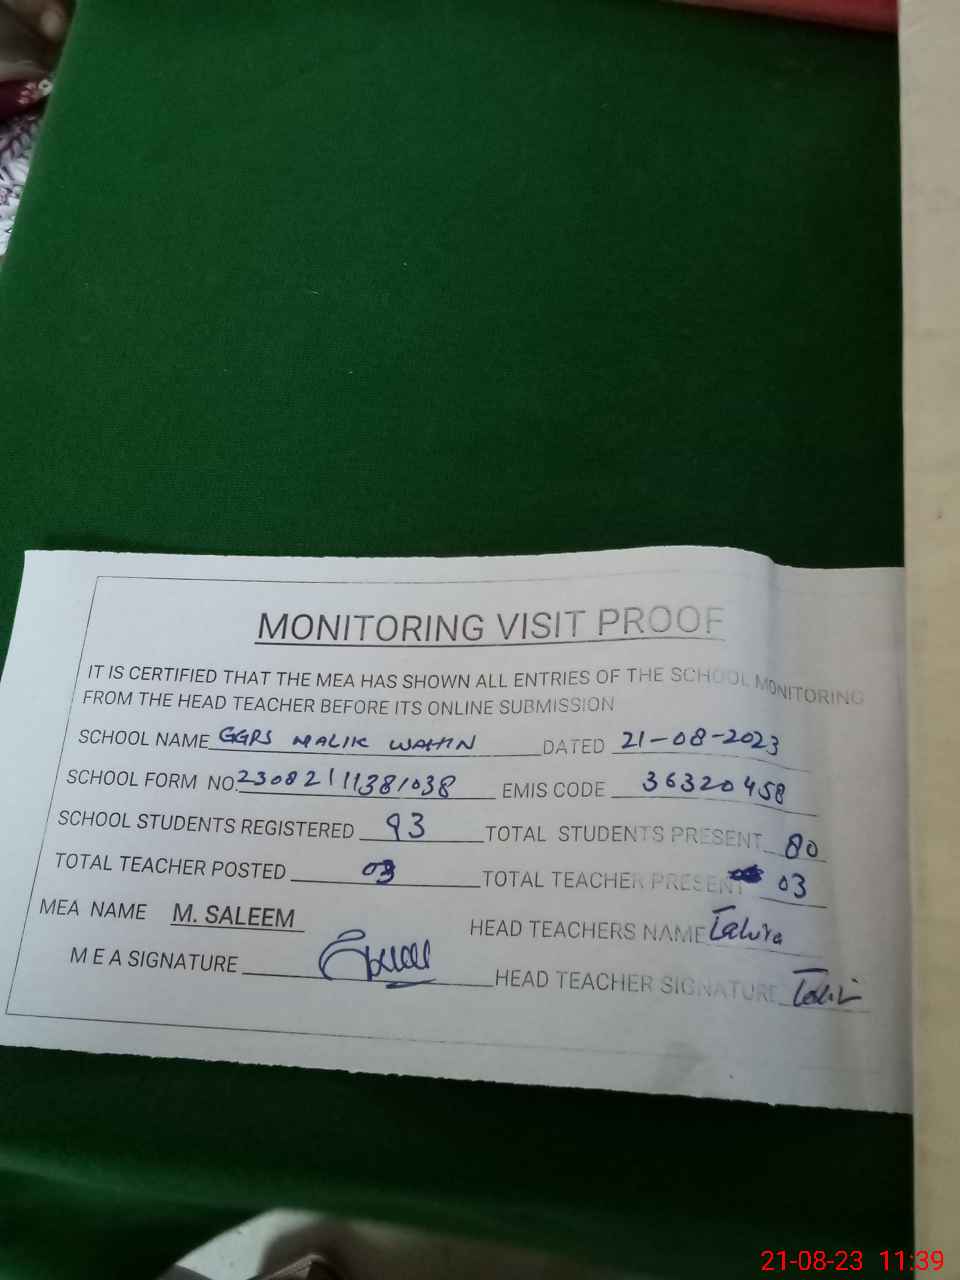 MONITORING VISIT PROOF
IT IS CERTIFIED THAT THE MEA HAS SHOWN ALL ENTRIES OF THE SCHOOL MONITORING
FROM THE HEAD TEACHER BEFORE ITS ONLINE SUBMISSION
SCHOOL NAME GGPS MALIK WAHIN DATED 21-08-2023
SCHOOL FORM NO. 23082111381038 EMIS CODE 36320458
SCHOOL STUDENTS REGISTERED 93 TOTAL STUDENTS PRESENT 80
TOTAL TEACHER POSTED 03 TOTAL TEACHER PRESENT 03
MEA NAME M. SALEEM HEAD TEACHERS NAME Tahira
M E A SIGNATURE HEAD TEACHER SIGNATURE
21-08-23 11:39